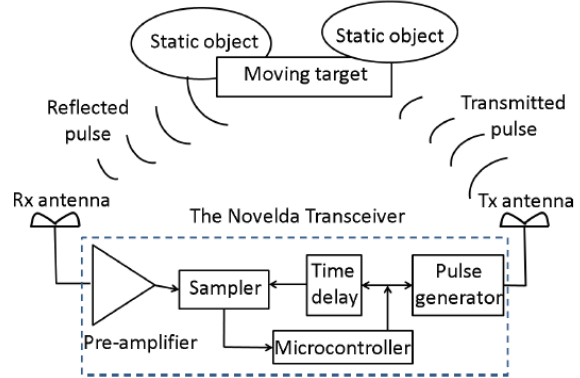 Static object
Static object
Moving target
Reflected
pulse
Transmitted
pulse
Rx antenna
Tx antenna
The Novelda Transceiver
Sampler
Time
delay
Pulse
generator
Pre-amplifier
Microcontroller